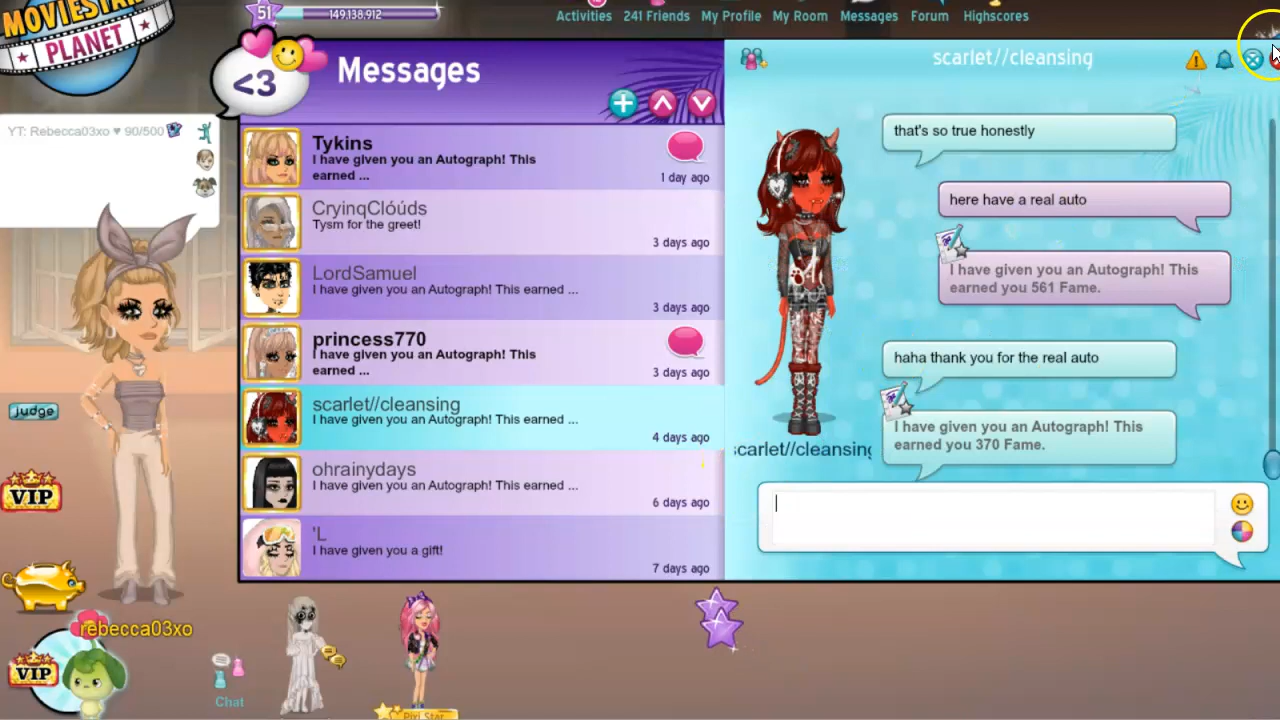 MOVIESTAR
PLANET
51
149,138,912
Activities
241 Friends
My Profile
My Room
Messages
Forum
Highscores
<3
Messages
scarlet//cleansing
YT: Rebecca03xo ♥ 90/500
Tykins
I have given you an Autograph! This
earned ...
1 day ago
CryinqClóúds
Tysm for the greet!
3 days ago
LordSamuel
I have given you an Autograph! This earned ...
3 days ago
princess770
I have given you an Autograph! This
earned ...
3 days ago
scarlet//cleansing
I have given you an Autograph! This earned ...
4 days ago
ohrainydays
I have given you an Autograph! This earned ...
6 days ago
'L
I have given you a gift!
7 days ago
that's so true honestly
here have a real auto
I have given you an Autograph! This
earned you 561 Fame.
haha thank you for the real auto
I have given you an Autograph! This
earned you 370 Fame.
scarlet//cleansing
judge
VIP
rebecca03xo
VIP
Chat
Pixi Star